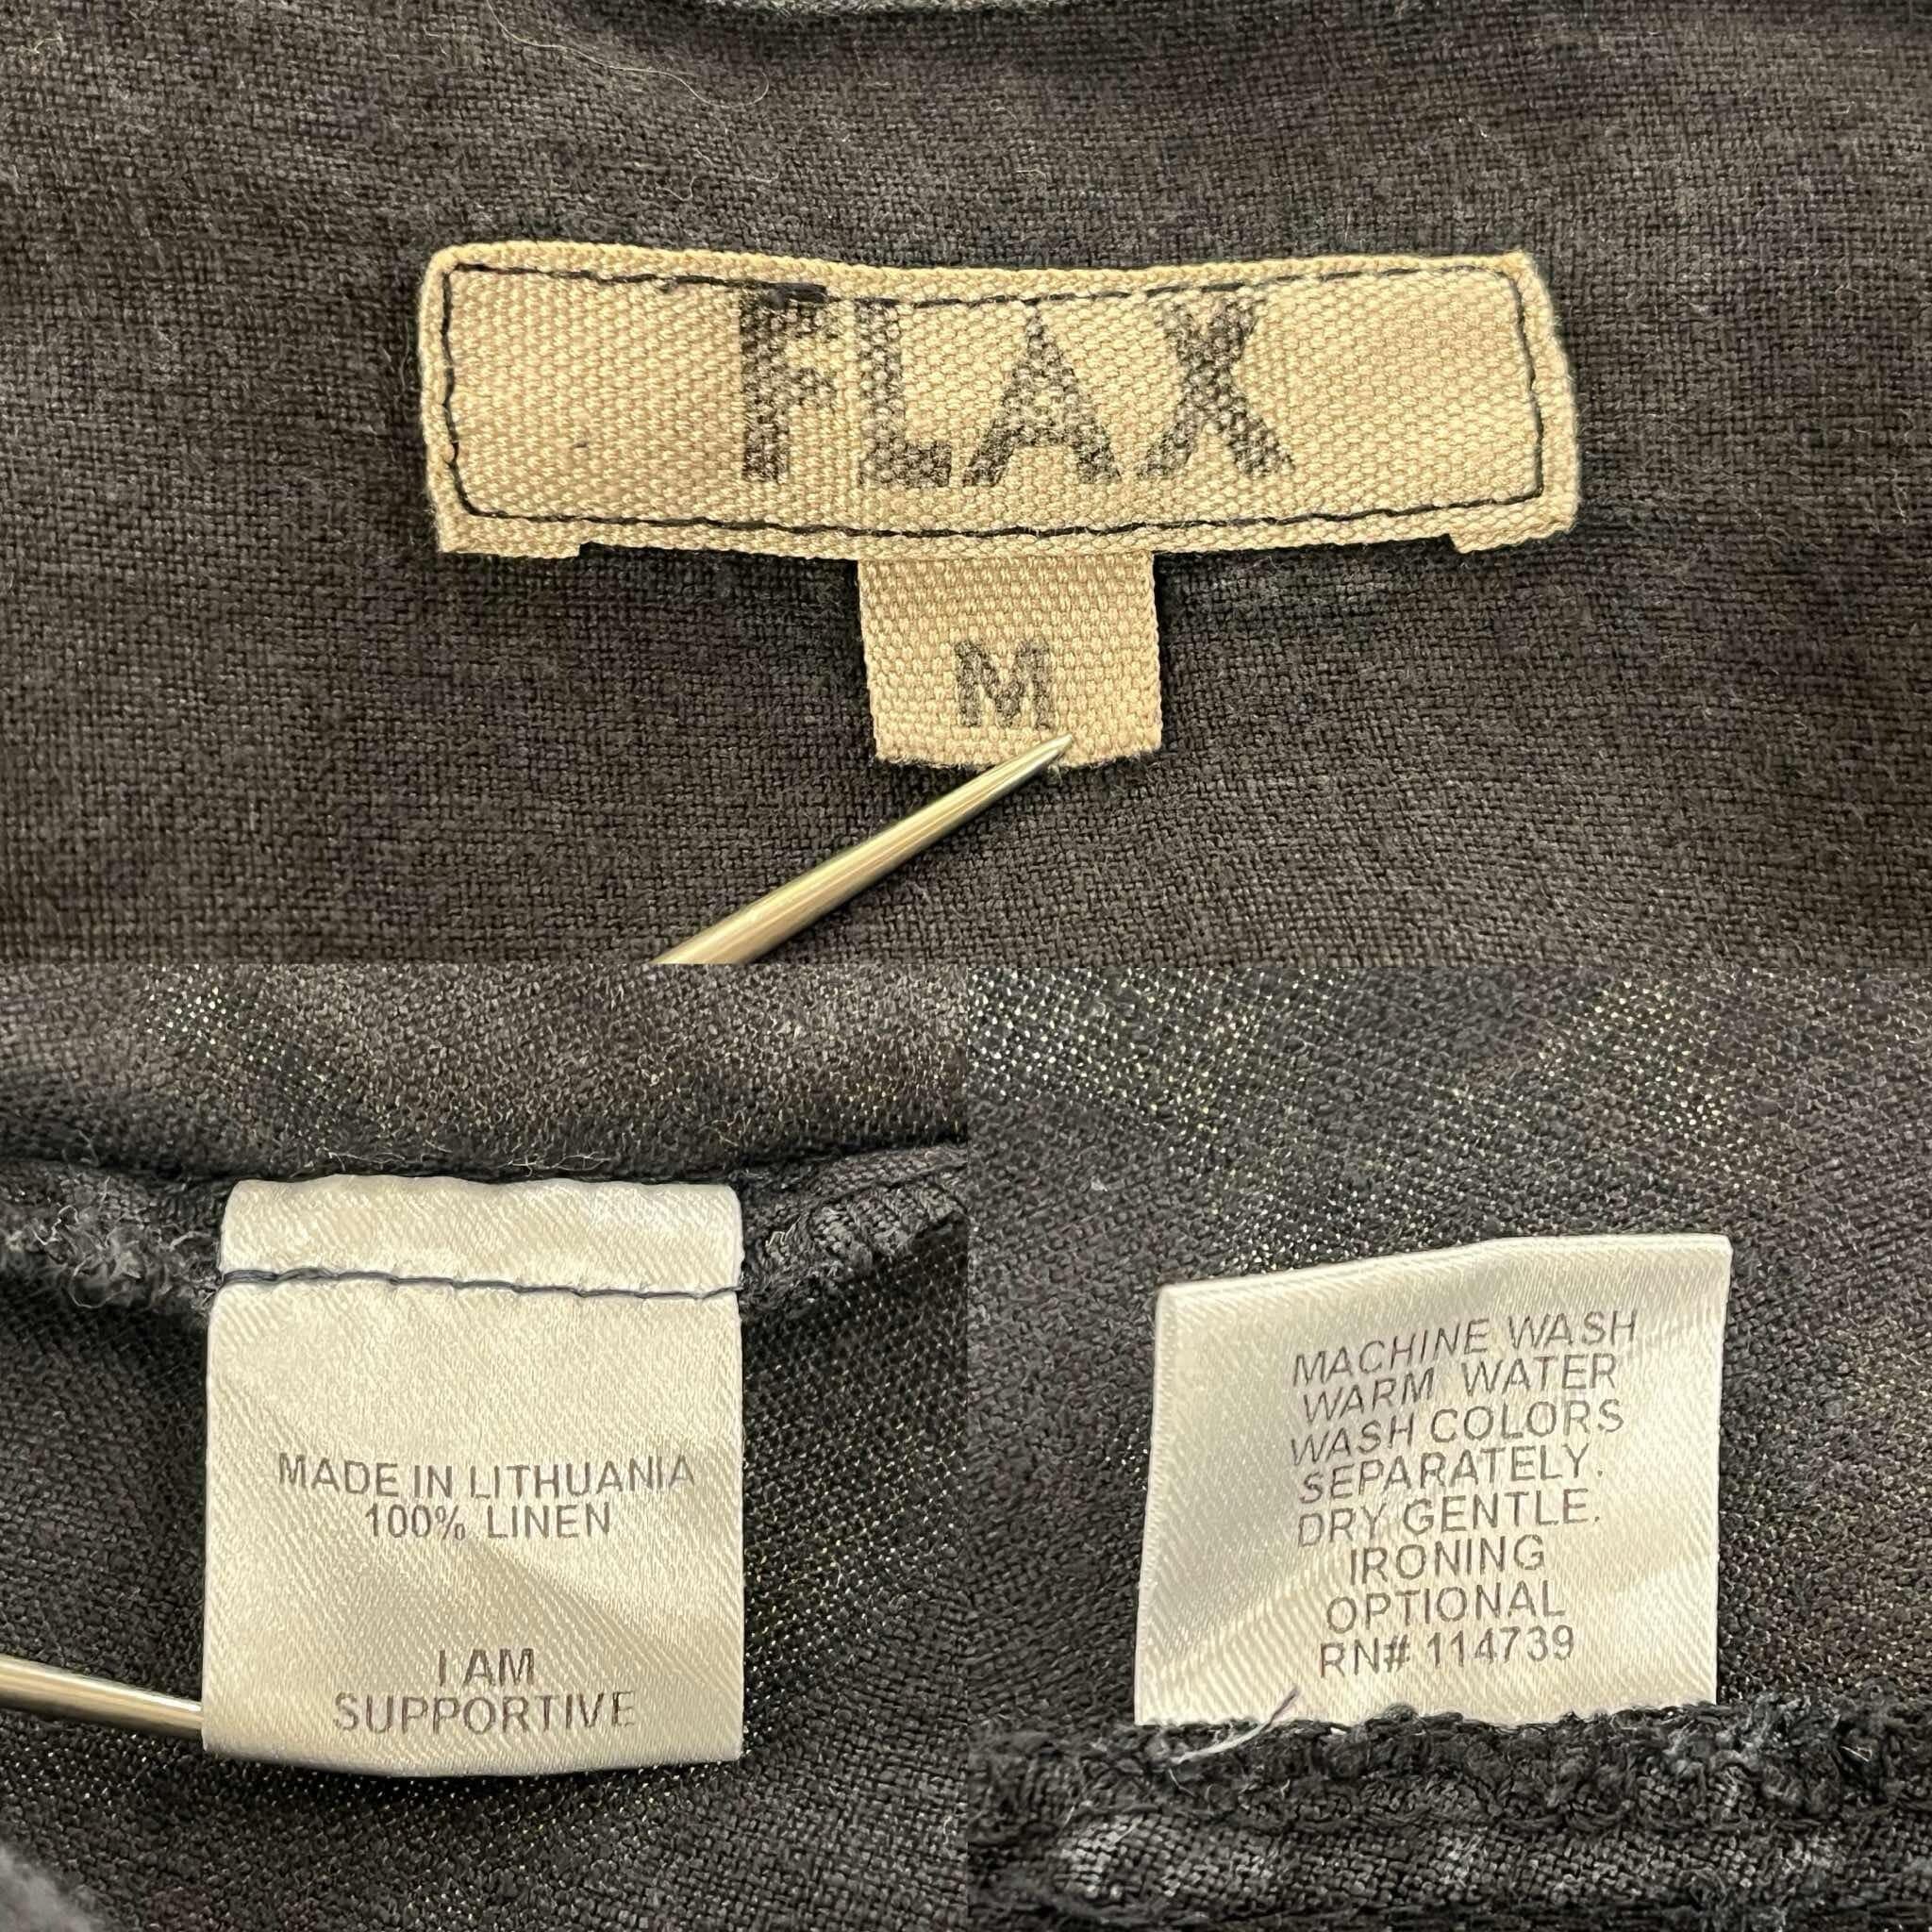 FLAX
M
MADE IN LITHUANIA
100% LINEN
I AM
SUPPORTIVE
MACHINE WASH
WARM WATER
WASH COLORS
SEPARATELY.
DRY GENTLE.
IRONING
OPTIONAL
RN# 114739